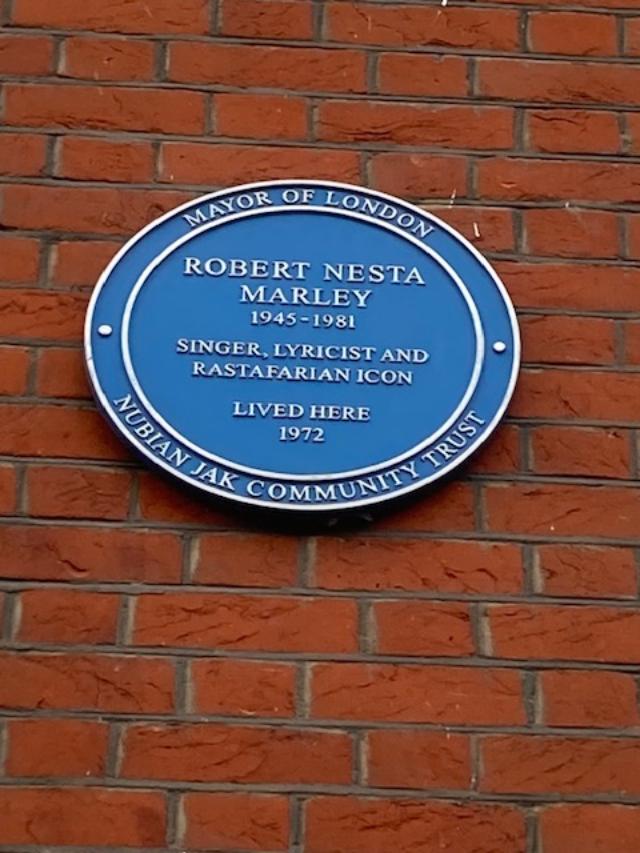 MAYOR OF LONDON
ROBERT NESTA
MARLEY
1945-1981
SINGER, LYRICIST AND
RASTAFARIAN ICON
LIVED HERE
1972
NUBIAN JAK COMMUNITY TRUST